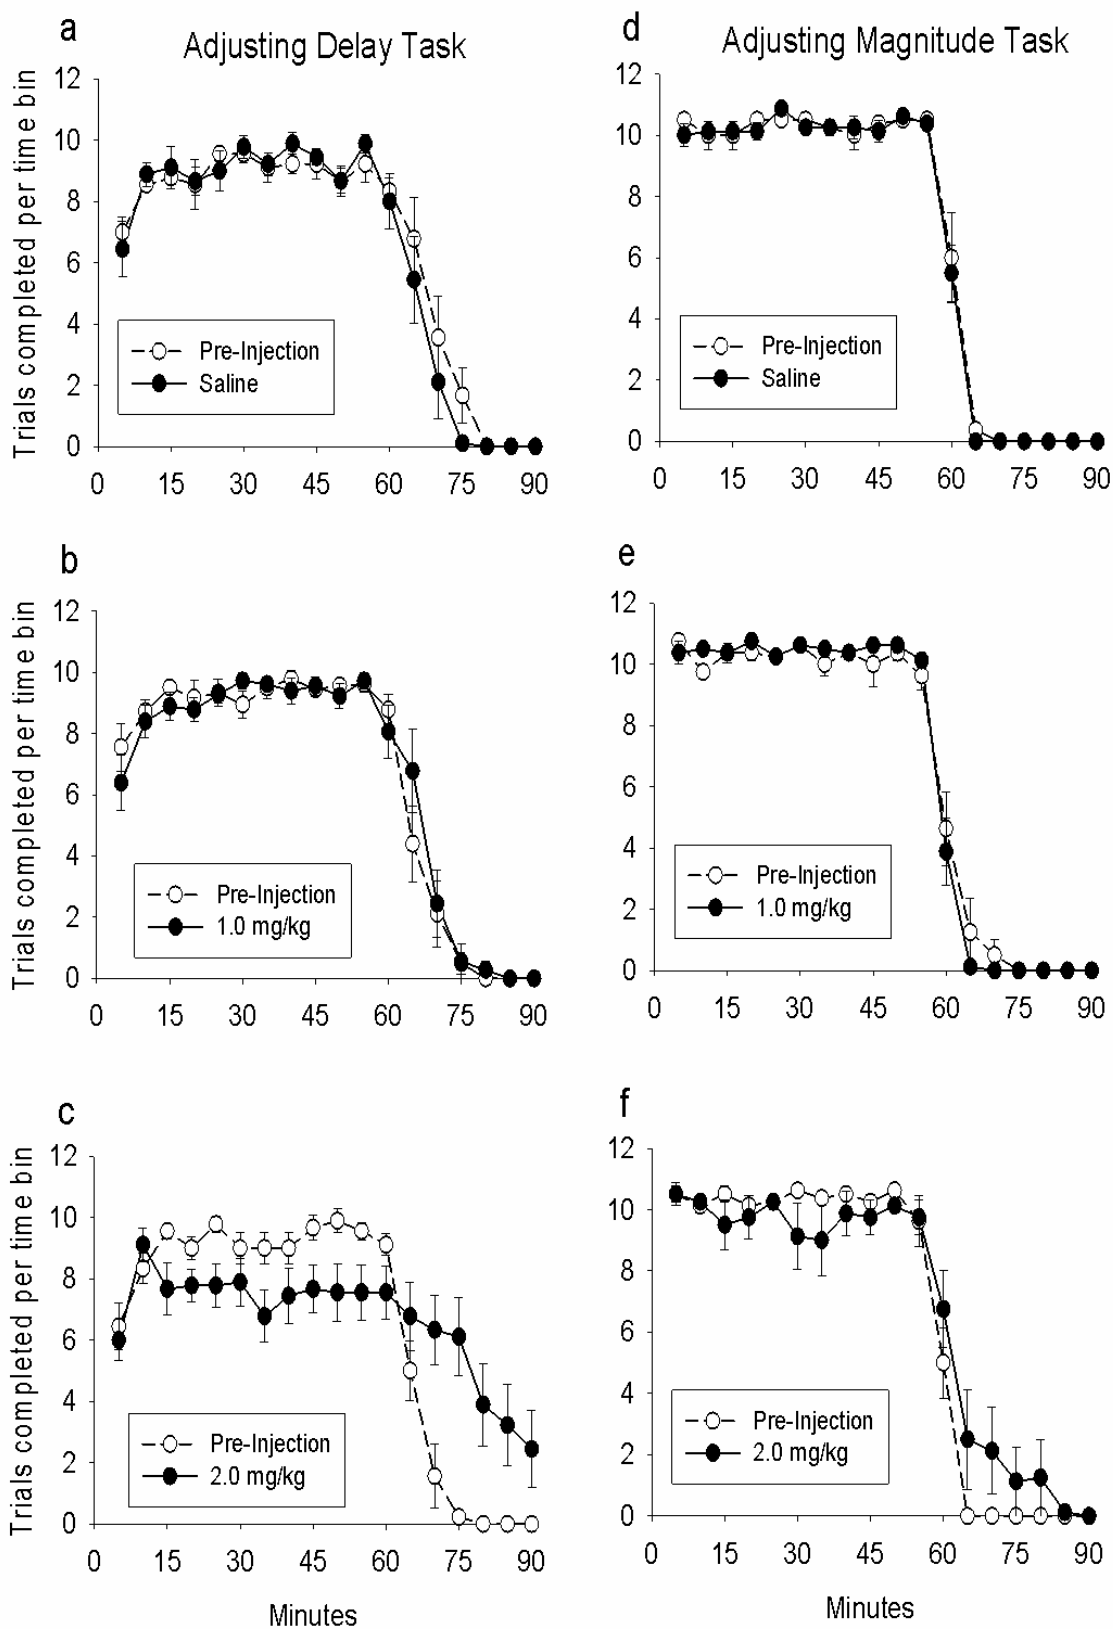 a
Adjusting Delay Task
Trials completed per time bin
12
10
8
6
4
2
0
Pre-Injection
Saline
0 15 30 45 60 75 90
d
Adjusting Magnitude Task
12
10
8
6
4
2
0
Pre-Injection
Saline
0 15 30 45 60 75 90
b
Trials completed per time bin
12
10
8
6
4
2
0
Pre-Injection
1.0 mg/kg
0 15 30 45 60 75 90
e
12
10
8
6
4
2
0
Pre-Injection
1.0 mg/kg
0 15 30 45 60 75 90
c
Trials completed per time bin
12
10
8
6
4
2
0
Pre-Injection
2.0 mg/kg
0 15 30 45 60 75 90
Minutes
f
12
10
8
6
4
2
0
Pre-Injection
2.0 mg/kg
0 15 30 45 60 75 90
Minutes